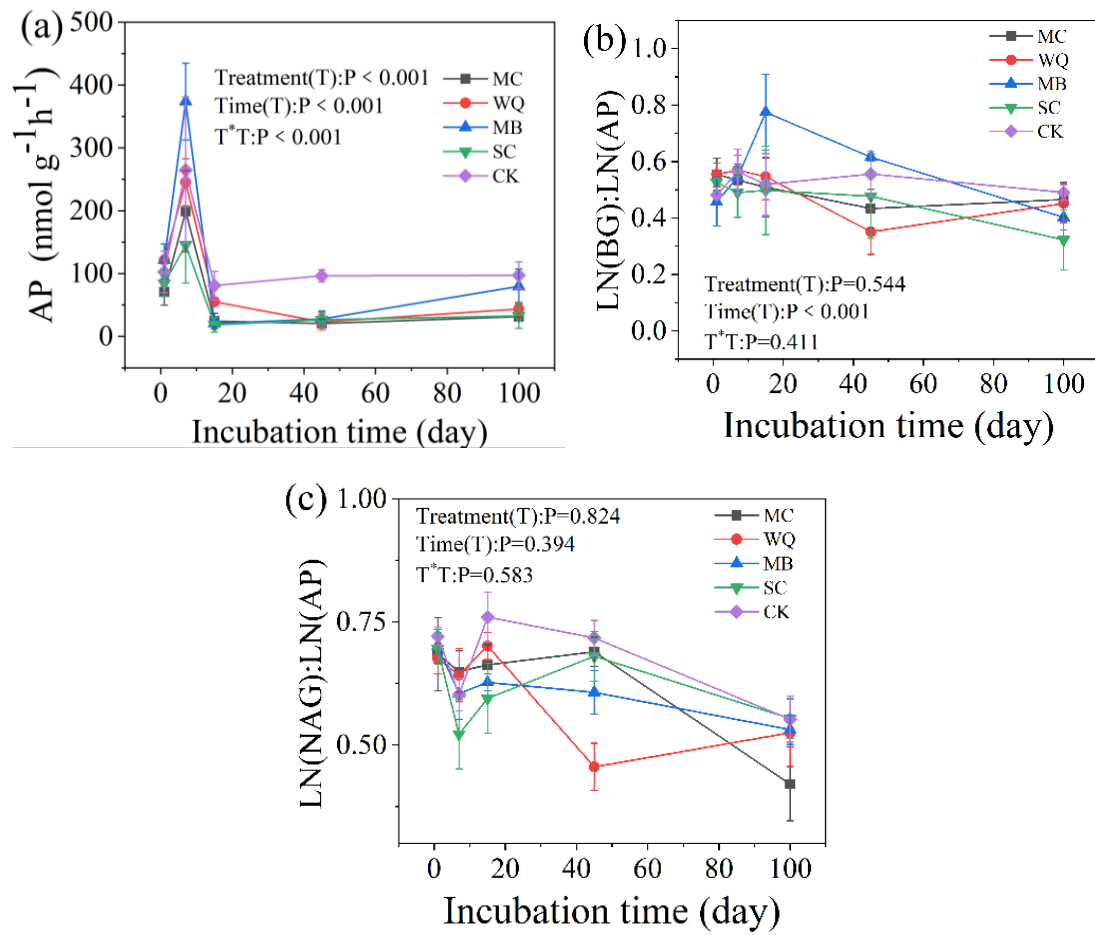 (a)
500
400
300
200
100
0
AP (nmol g⁻¹h⁻¹)
Treatment(T):P < 0.001
Time(T):P < 0.001
T*T:P < 0.001
MC
WQ
MB
SC
CK
0 20 40 60 80 100
Incubation time (day)
(b)
1.0
0.8
0.6
0.4
0.2
0.0
LN(BG):LN(AP)
MC
WQ
MB
SC
CK
Treatment(T):P=0.544
Time(T):P < 0.001
T*T:P=0.411
0 20 40 60 80 100
Incubation time (day)
(c)
1.00
0.75
0.50
LN(NAG):LN(AP)
Treatment(T):P=0.824
Time(T):P=0.394
T*T:P=0.583
MC
WQ
MB
SC
CK
0 20 40 60 80 100
Incubation time (day)